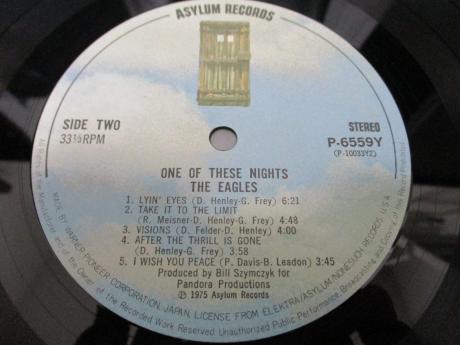 ASYLUM RECORDS
SIDE TWO
33⅓RPM
STEREO
P-6559Y
(P-10033Y2)
ONE OF THESE NIGHTS
THE EAGLES
1. LYIN' EYES (D. Henley-G. Frey) 6:21
2. TAKE IT TO THE LIMIT
(R. Meisner-D. Henley-G. Frey) 4:48
3. VISIONS (D. Felder-D. Henley) 4:00
4. AFTER THE THRILL IS GONE
(D. Henley-G. Frey) 3:58
5. I WISH YOU PEACE (P. Davis-B. Leadon) 3:45
Produced by Bill Szymczyk for
Pandora Productions
℗ 1975 Asylum Records
MADE BY WARNER-PIONEER CORPORATION, JAPAN, LICENSE FROM ELEKTRA/ASYLUM/NONESUCH RECORDS, U.S.A.
of the Owner of the Recorded Work Reserved. Unauthorized Public Performance, Broadcasting and Copying of